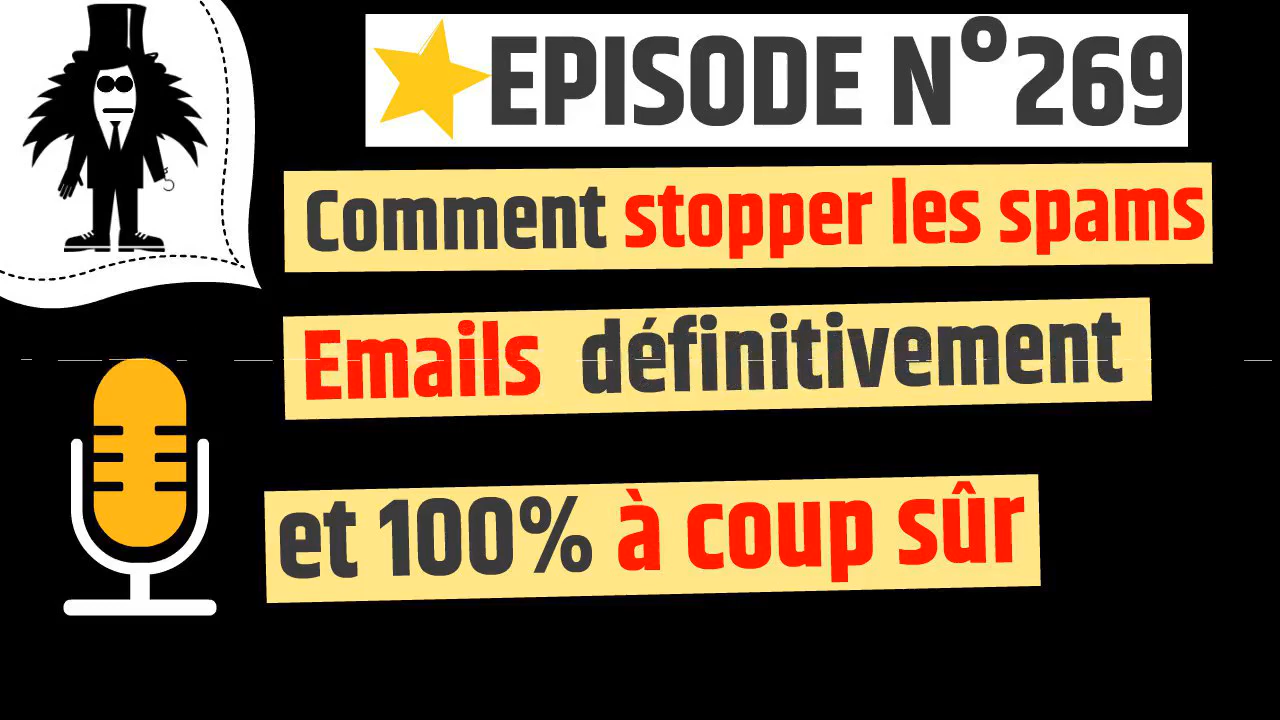 EPISODE N°269
Comment stopper les spams
Emails définitivement
et 100% à coup sûr